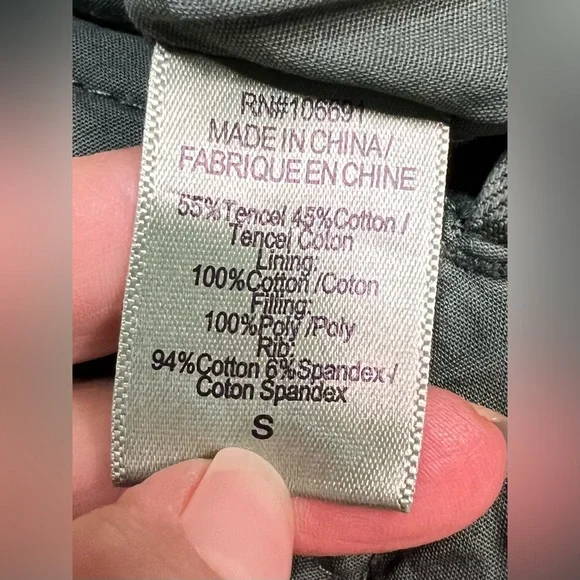 RN#106691
MADE IN CHINA/
FABRIQUE EN CHINE
55%Tencel 45%Cotton /
Tencel Coton
Lining:
100%Cotton /Coton
Filling:
100%Poly /Poly
Rib:
94%Cotton 6%Spandex /
Coton Spandex
S